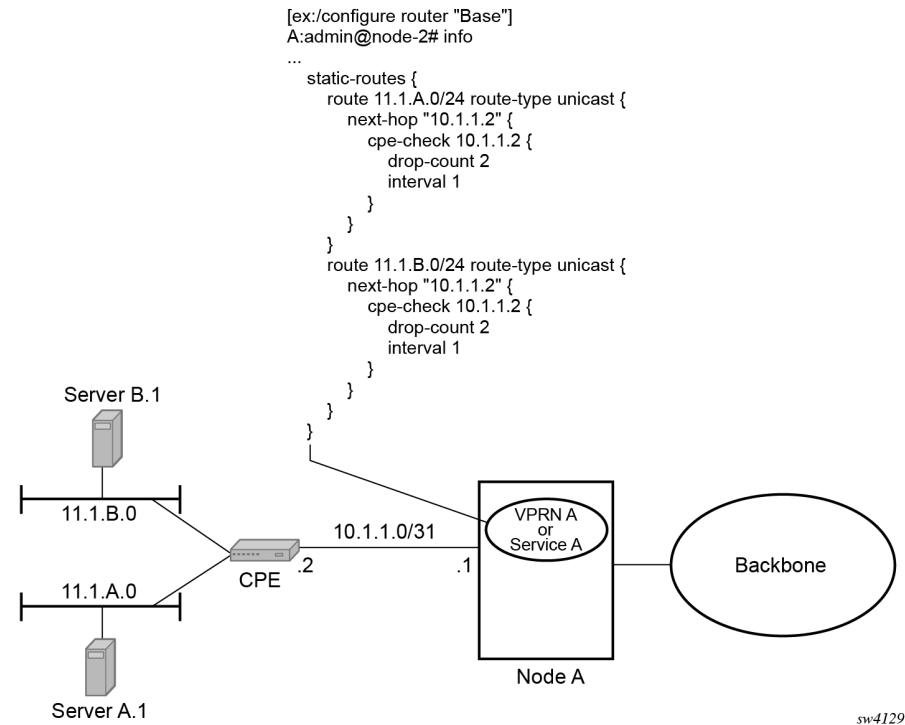 [ex:/configure router "Base"]
A:admin@node-2# info
...
static-routes {
route 11.1.A.0/24 route-type unicast {
next-hop "10.1.1.2" {
cpe-check 10.1.1.2 {
drop-count 2
interval 1
}
}
}
route 11.1.B.0/24 route-type unicast {
next-hop "10.1.1.2" {
cpe-check 10.1.1.2 {
drop-count 2
interval 1
}
}
}
}
Server B.1
11.1.B.0
11.1.A.0
Server A.1
CPE
.2
10.1.1.0/31
.1
VPRN A
or
Service A
Node A
Backbone
sw4129